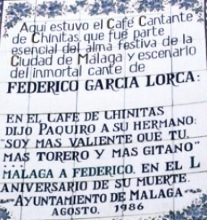 Aqui estuvo el Café Cantante
de Chinitas que fué parte
esencial del alma festiva de la
Ciudad de Málaga y escenario
del inmortal cante de
FEDERICO GARCIA LORCA:
EN EL CAFE DE CHINITAS
DIJO PAQUIRO A SU HERMANO:
"SOY MAS VALIENTE QUE TU,
MAS TORERO Y MAS GITANO"
MALAGA A FEDERICO, EN EL L
ANIVERSARIO DE SU MUERTE.
AYUNTAMIENTO DE MALAGA
AGOSTO, 1986